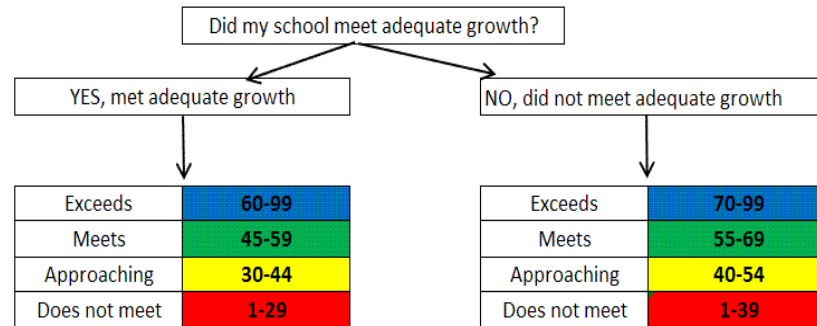 Did my school meet adequate growth?
YES, met adequate growth
NO, did not meet adequate growth
Exceeds 60-99
Meets 45-59
Approaching 30-44
Does not meet 1-29
Exceeds 70-99
Meets 55-69
Approaching 40-54
Does not meet 1-39